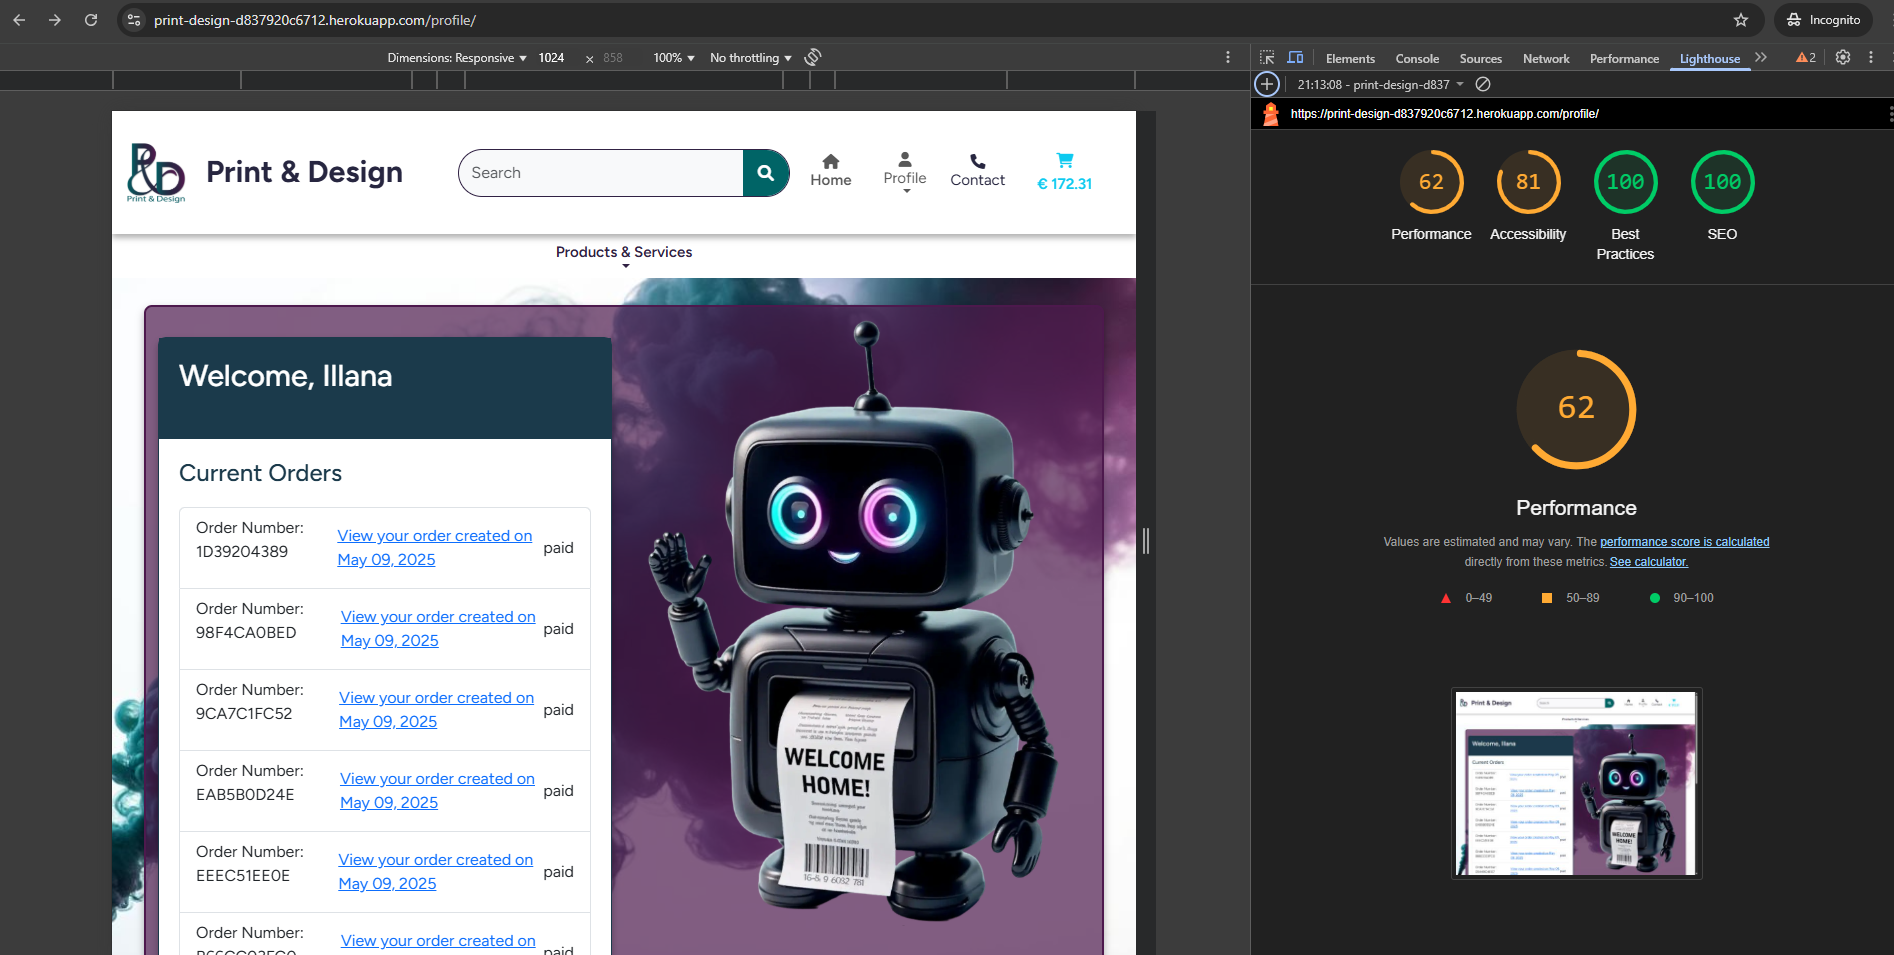 print-design-d837920c6712.herokuapp.com/profile/
Incognito
Dimensions: Responsive
1024
x
858
100%
No throttling
Elements
Console
Sources
Network
Performance
Lighthouse
2
21:13:08 - print-design-d837
https://print-design-d837920c6712.herokuapp.com/profile/
P&D
Print & Design
Print & Design
Search
Home
Profile
Contact
€ 172.31
Products & Services
Welcome, Illana
Current Orders
Order Number:
1D39204389
View your order created on
May 09, 2025
paid
Order Number:
98F4CA0BED
View your order created on
May 09, 2025
paid
Order Number:
9CA7C1FC52
View your order created on
May 09, 2025
paid
Order Number:
EAB5B0D24E
View your order created on
May 09, 2025
paid
Order Number:
EEEC51EE0E
View your order created on
May 09, 2025
paid
Order Number:
View your order created on
paid
WELCOME
HOME!
62
Performance
81
Accessibility
100
Best
Practices
100
SEO
62
Performance
Values are estimated and may vary. The performance score is calculated
directly from these metrics. See calculator.
0–49
50–89
90–100
Print & Design
Welcome, Illana
Current Orders
WELCOME
HOME!